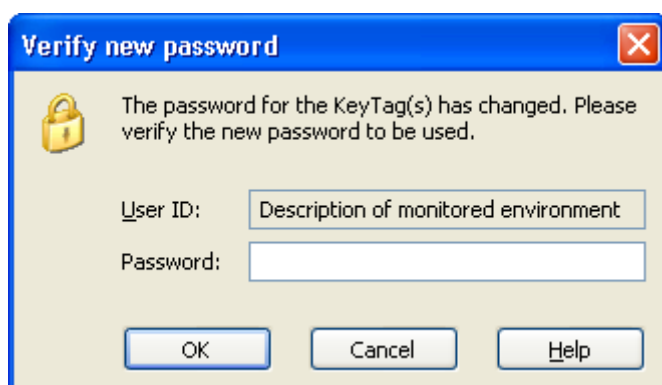 Verify new password
The password for the KeyTag(s) has changed. Please
verify the new password to be used.
User ID: Description of monitored environment
Password:
OK Cancel Help